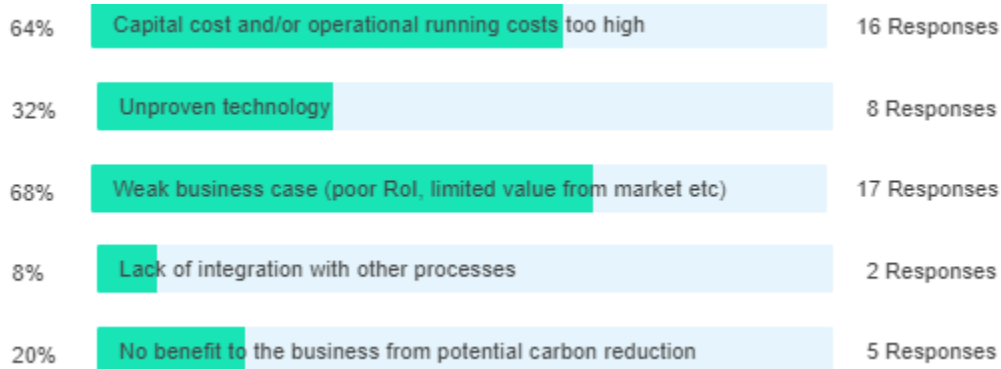 64% Capital cost and/or operational running costs too high 16 Responses
32% Unproven technology 8 Responses
68% Weak business case (poor RoI, limited value from market etc) 17 Responses
8% Lack of integration with other processes 2 Responses
20% No benefit to the business from potential carbon reduction 5 Responses